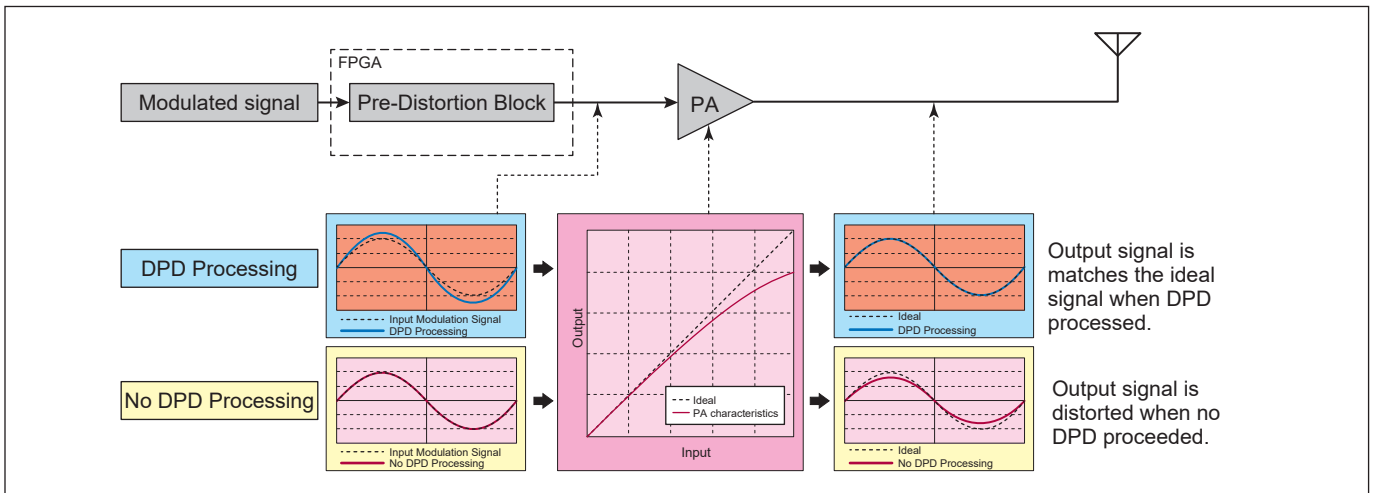 FPGA
Modulated signal
Pre-Distortion Block
PA
DPD Processing
Input Modulation Signal
DPD Processing
Output
Ideal
PA characteristics
Input
Ideal
DPD Processing
Output signal is
matches the ideal
signal when DPD
processed.
No DPD Processing
Input Modulation Signal
No DPD Processing
Ideal
No DPD Processing
Output signal is
distorted when no
DPD proceeded.